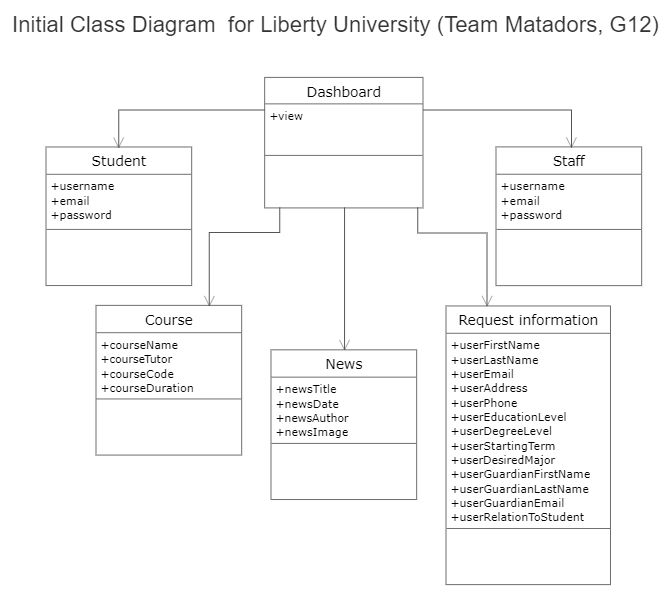 Initial Class Diagram  for Liberty University (Team Matadors, G12)
Dashboard
+view
Student
+username
+email
+password
Staff
+username
+email
+password
Course
+courseName
+courseTutor
+courseCode
+courseDuration
News
+newsTitle
+newsDate
+newsAuthor
+newsImage
Request information
+userFirstName
+userLastName
+userEmail
+userAddress
+userPhone
+userEducationLevel
+userDegreeLevel
+userStartingTerm
+userDesiredMajor
+userGuardianFirstName
+userGuardianLastName
+userGuardianEmail
+userRelationToStudent